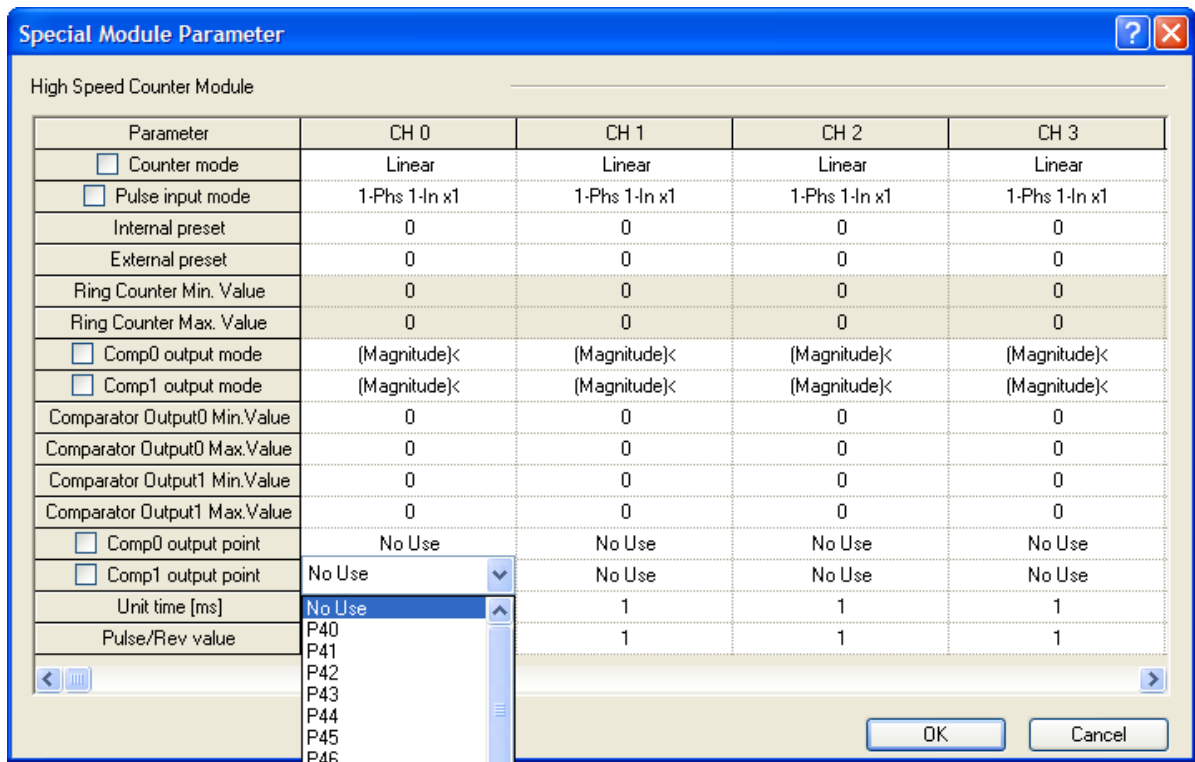 Special Module Parameter
High Speed Counter Module
Parameter CH 0 CH 1 CH 2 CH 3
Counter mode Linear Linear Linear Linear
Pulse input mode 1-Phs 1-In x1 1-Phs 1-In x1 1-Phs 1-In x1 1-Phs 1-In x1
Internal preset 0 0 0 0
External preset 0 0 0 0
Ring Counter Min. Value 0 0 0 0
Ring Counter Max. Value 0 0 0 0
Comp0 output mode (Magnitude)< (Magnitude)< (Magnitude)< (Magnitude)<
Comp1 output mode (Magnitude)< (Magnitude)< (Magnitude)< (Magnitude)<
Comparator Output0 Min.Value 0 0 0 0
Comparator Output0 Max.Value 0 0 0 0
Comparator Output1 Min.Value 0 0 0 0
Comparator Output1 Max.Value 0 0 0 0
Comp0 output point No Use No Use No Use No Use
Comp1 output point No Use No Use No Use No Use
Unit time [ms] No Use 1 1 1
P40
Pulse/Rev value 1 1 1
P41
P42
P43
P44
P45
P46
OK Cancel